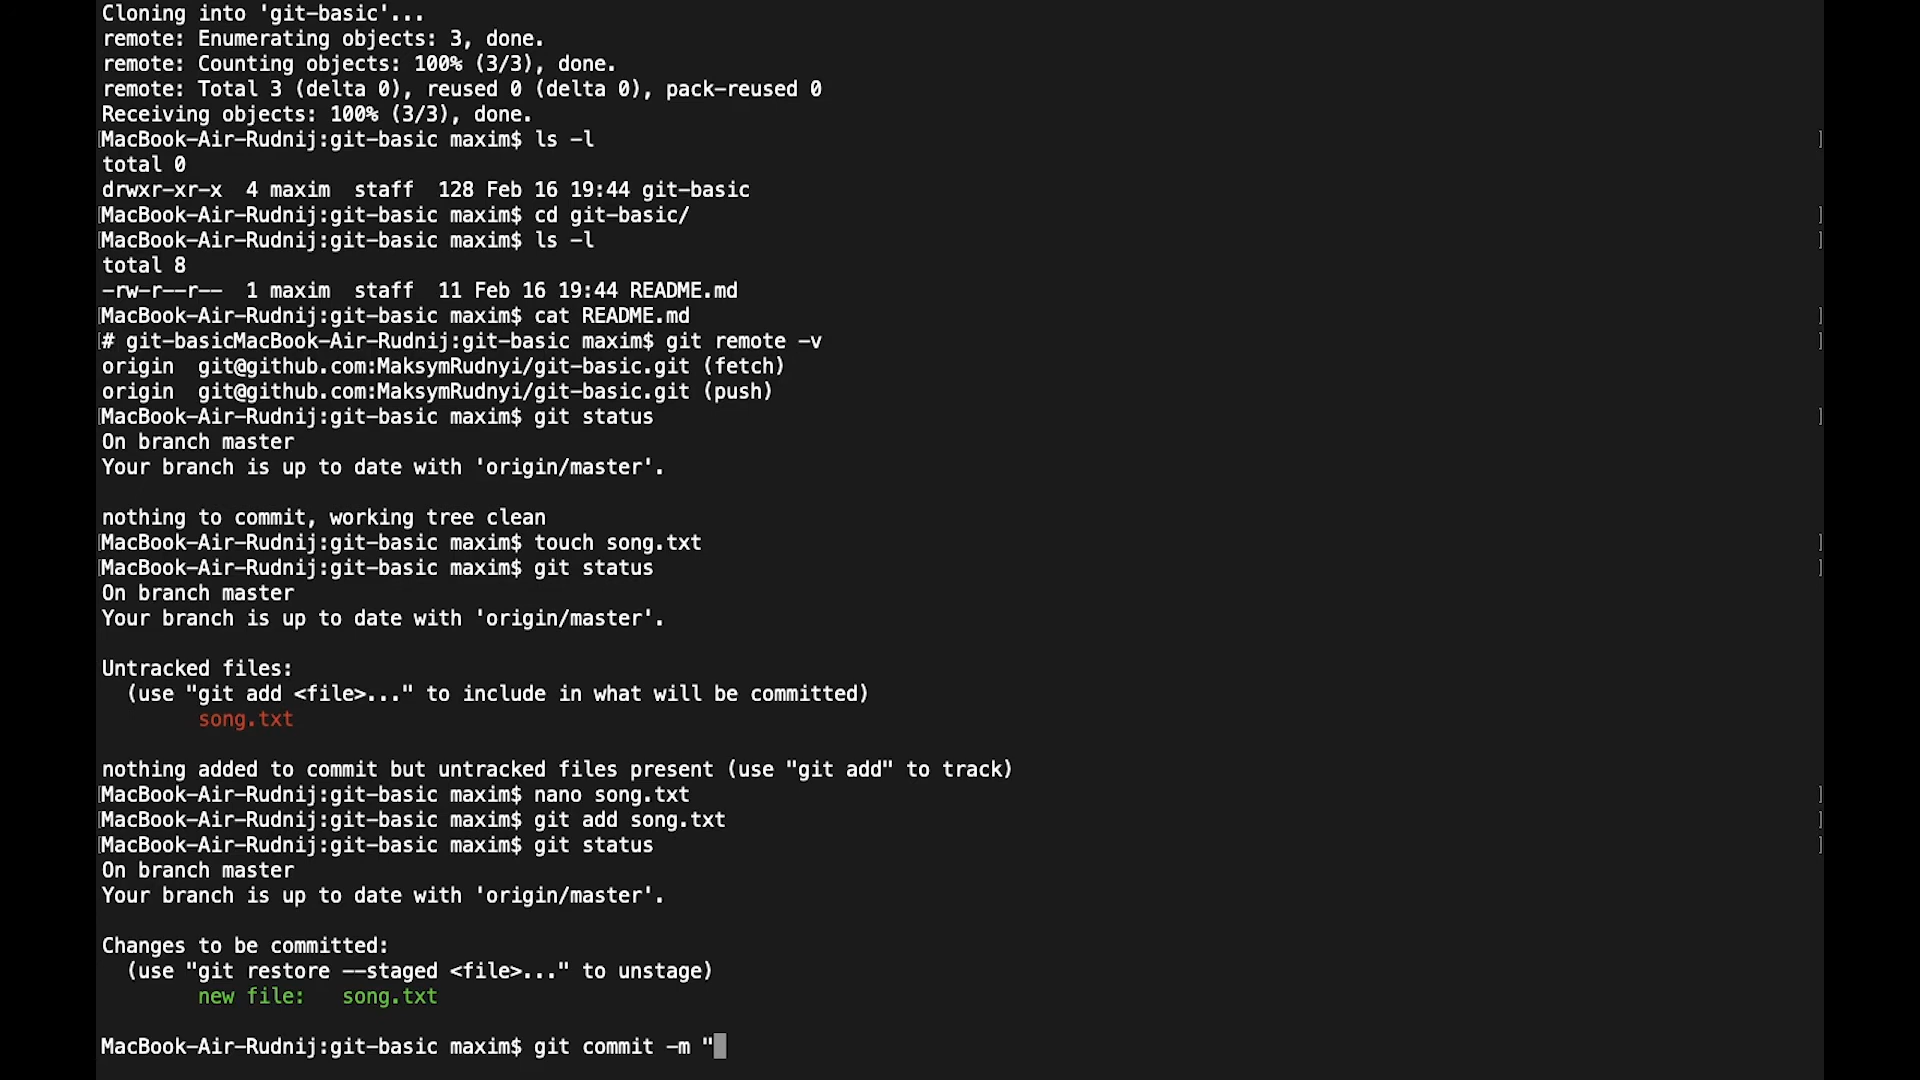 Cloning into 'git-basic'...
remote: Enumerating objects: 3, done.
remote: Counting objects: 100% (3/3), done.
remote: Total 3 (delta 0), reused 0 (delta 0), pack-reused 0
Receiving objects: 100% (3/3), done.
[MacBook-Air-Rudnij:git-basic maxim$ ls -l ]
total 0
drwxr-xr-x  4 maxim  staff  128 Feb 16 19:44 git-basic
[MacBook-Air-Rudnij:git-basic maxim$ cd git-basic/ ]
[MacBook-Air-Rudnij:git-basic maxim$ ls -l ]
total 8
-rw-r--r--  1 maxim  staff  11 Feb 16 19:44 README.md
[MacBook-Air-Rudnij:git-basic maxim$ cat README.md ]
[# git-basicMacBook-Air-Rudnij:git-basic maxim$ git remote -v ]
origin  git@github.com:MaksymRudnyi/git-basic.git (fetch)
origin  git@github.com:MaksymRudnyi/git-basic.git (push)
[MacBook-Air-Rudnij:git-basic maxim$ git status ]
On branch master
Your branch is up to date with 'origin/master'.

nothing to commit, working tree clean
[MacBook-Air-Rudnij:git-basic maxim$ touch song.txt ]
[MacBook-Air-Rudnij:git-basic maxim$ git status ]
On branch master
Your branch is up to date with 'origin/master'.

Untracked files:
  (use "git add <file>..." to include in what will be committed)
        song.txt

nothing added to commit but untracked files present (use "git add" to track)
[MacBook-Air-Rudnij:git-basic maxim$ nano song.txt ]
[MacBook-Air-Rudnij:git-basic maxim$ git add song.txt ]
[MacBook-Air-Rudnij:git-basic maxim$ git status ]
On branch master
Your branch is up to date with 'origin/master'.

Changes to be committed:
  (use "git restore --staged <file>..." to unstage)
        new file:   song.txt

MacBook-Air-Rudnij:git-basic maxim$ git commit -m "